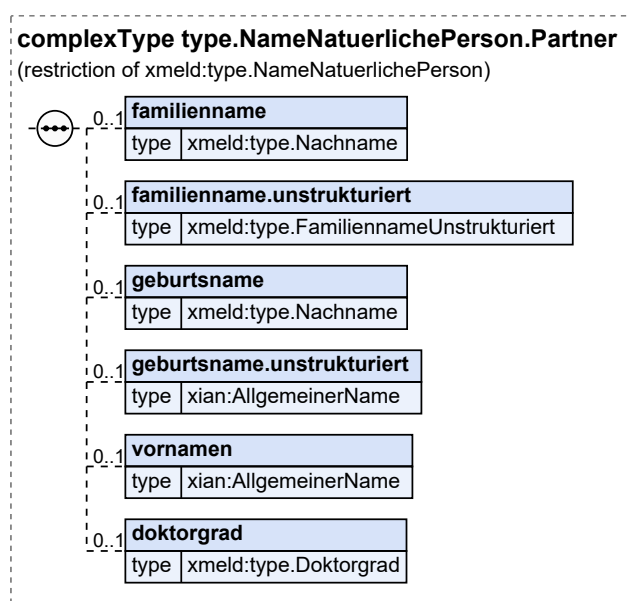 complexType type.NameNatuerlichePerson.Partner
(restriction of xmeld:type.NameNatuerlichePerson)
0..1 familienname
type xmeld:type.Nachname
0..1 familienname.unstrukturiert
type xmeld:type.FamiliennameUnstrukturiert
0..1 geburtsname
type xmeld:type.Nachname
0..1 geburtsname.unstrukturiert
type xian:AllgemeinerName
0..1 vornamen
type xian:AllgemeinerName
0..1 doktorgrad
type xmeld:type.Doktorgrad